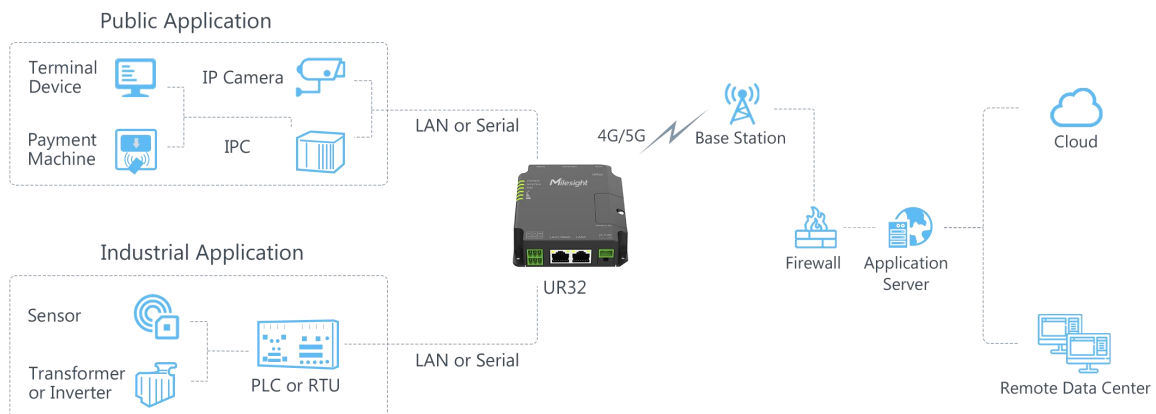 Public Application
Terminal
Device
IP Camera
Payment
Machine
IPC
LAN or Serial
4G/5G
Base Station
Cloud
Milesight
UR32
Firewall
Application
Server
Industrial Application
Sensor
Transformer
or Inverter
PLC or RTU
LAN or Serial
Remote Data Center